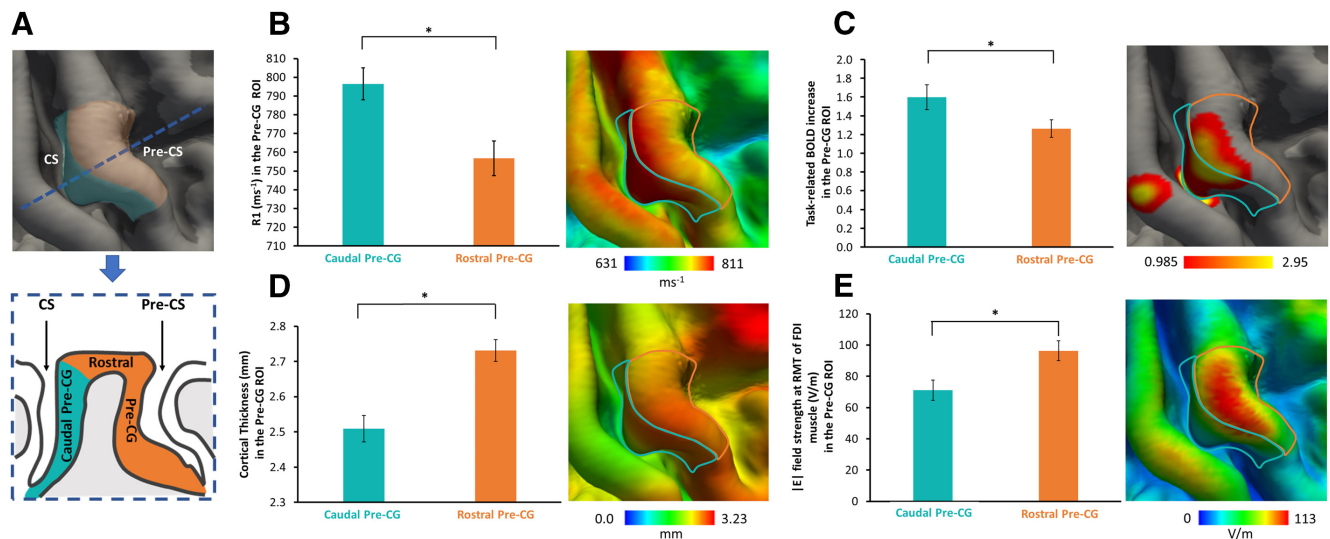 A
CS
Pre-CS
CS
Pre-CS
Rostral
Caudal Pre-CG
Pre-CG
B
*
R1 (ms⁻¹) in the Pre-CG ROI
810
800
790
780
770
760
750
740
730
720
710
Caudal Pre-CG
Rostral Pre-CG
631
811
ms⁻¹
C
*
Task-related BOLD increase
in the Pre-CG ROI
2.0
1.8
1.6
1.4
1.2
1.0
0.8
0.6
0.4
0.2
0.0
Caudal Pre-CG
Rostral Pre-CG
0.985
2.95
D
*
Cortical Thickness (mm)
in the Pre-CG ROI
2.8
2.7
2.6
2.5
2.4
2.3
Caudal Pre-CG
Rostral Pre-CG
0.0
3.23
mm
E
*
|E| field strength at RMT of FDI
muscle (V/m)
in the Pre-CG ROI
120
100
80
60
40
20
0
Caudal Pre-CG
Rostral Pre-CG
0
113
V/m